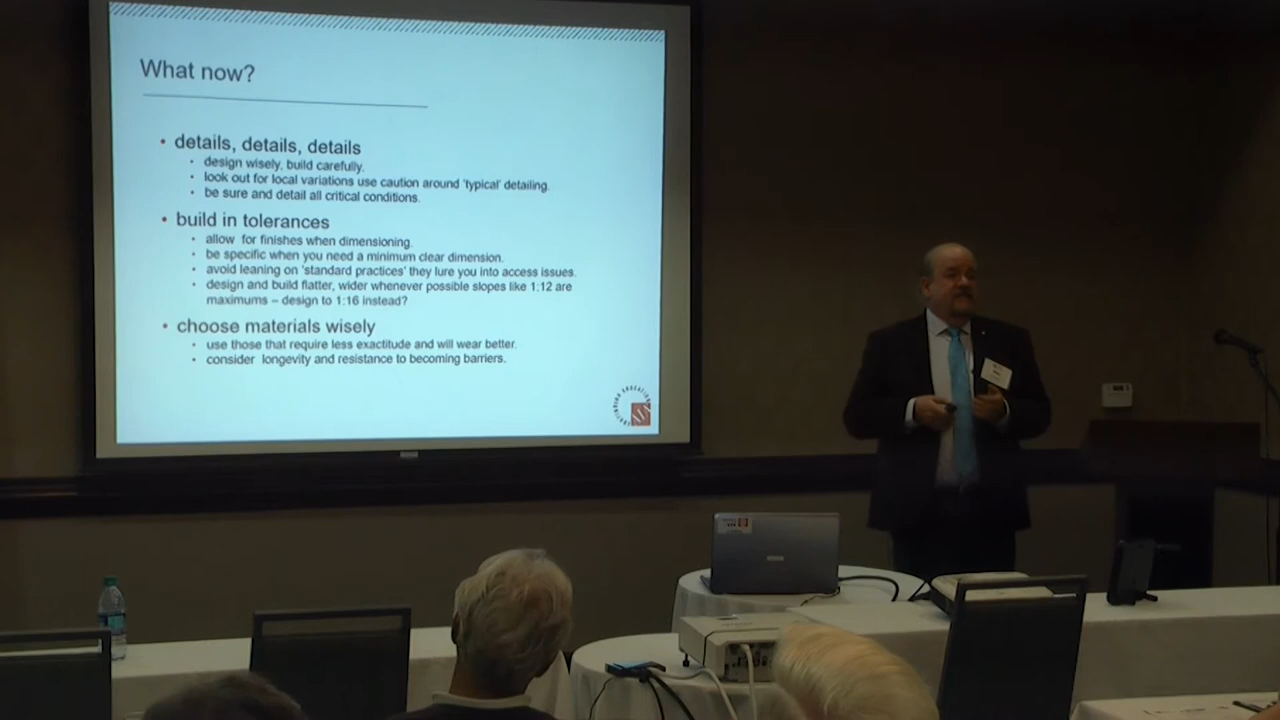 What now?
details, details, details
design wisely, build carefully.
look out for local variations use caution around 'typical' detailing.
be sure and detail all critical conditions.
build in tolerances
allow for finishes when dimensioning.
be specific when you need a minimum clear dimension.
avoid leaning on 'standard practices' they lure you into access issues.
design and build flatter, wider whenever possible slopes like 1:12 are
maximums – design to 1:16 instead?
choose materials wisely
use those that require less exactitude and will wear better.
consider longevity and resistance to becoming barriers.
CONTINUING EDUCATION